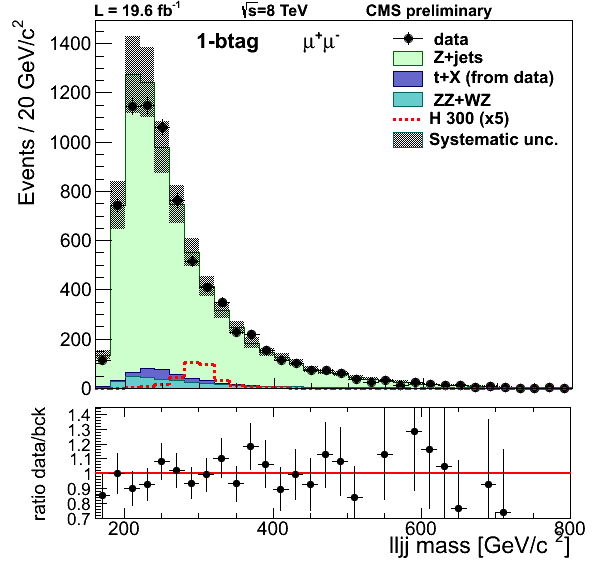 L = 19.6 fb⁻¹ √s=8 TeV CMS preliminary
1-btag μ⁺μ⁻
data
Z+jets
t+X (from data)
ZZ+WZ
H 300 (x5)
Systematic unc.
Events / 20 GeV/c²
1400
1200
1000
800
600
400
200
0
ratio data/bck
1.4
1.3
1.2
1.1
1
0.9
0.8
0.7
200 400 600 800
lljj mass [GeV/c²]